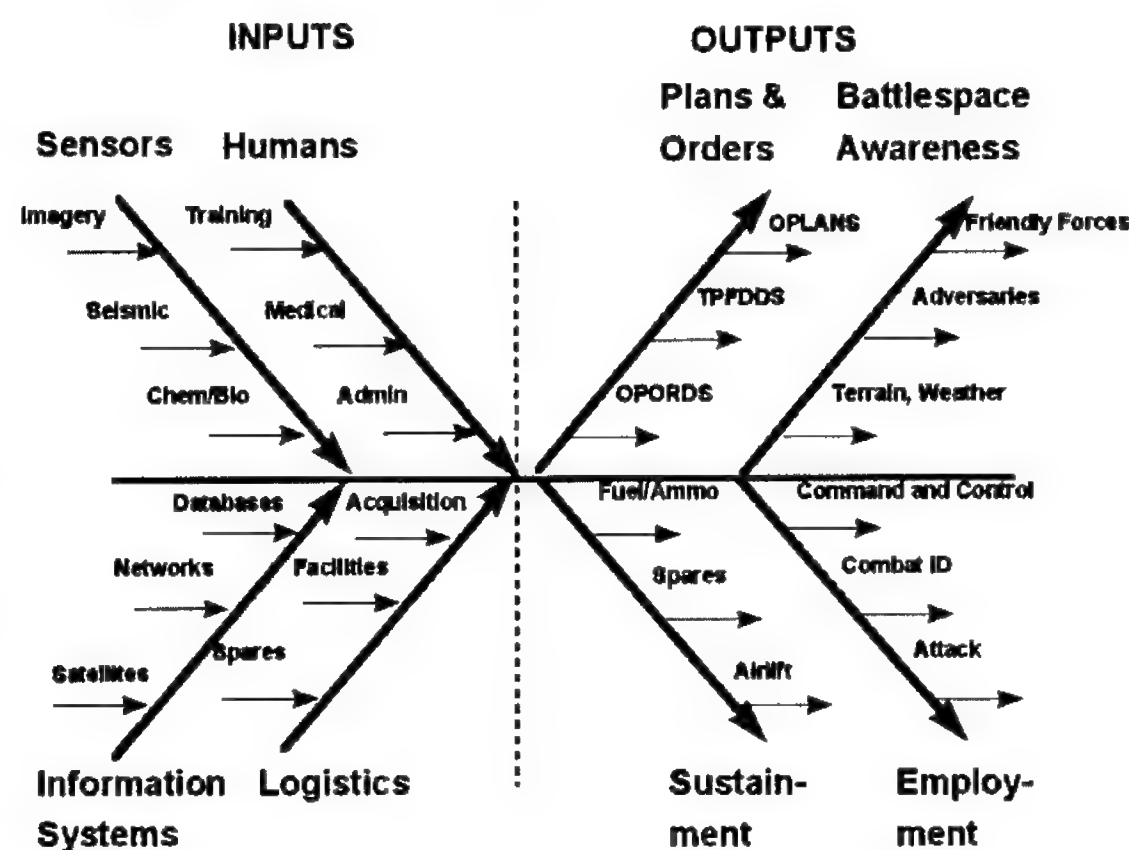 INPUTS
OUTPUTS
Plans & Orders
Battlespace Awareness
Sensors
Humans
Imagery
Training
OPLANS
Friendly Forces
Seismic
Medical
TPFDDS
Adversaries
Chem/Bio
Admin
OPORDS
Terrain, Weather
Databases
Acquisition
Fuel/Ammo
Command and Control
Networks
Facilities
Spares
Combat ID
Satellites
Spares
Airlift
Attack
Information
Systems
Logistics
Sustain-
ment
Employ-
ment